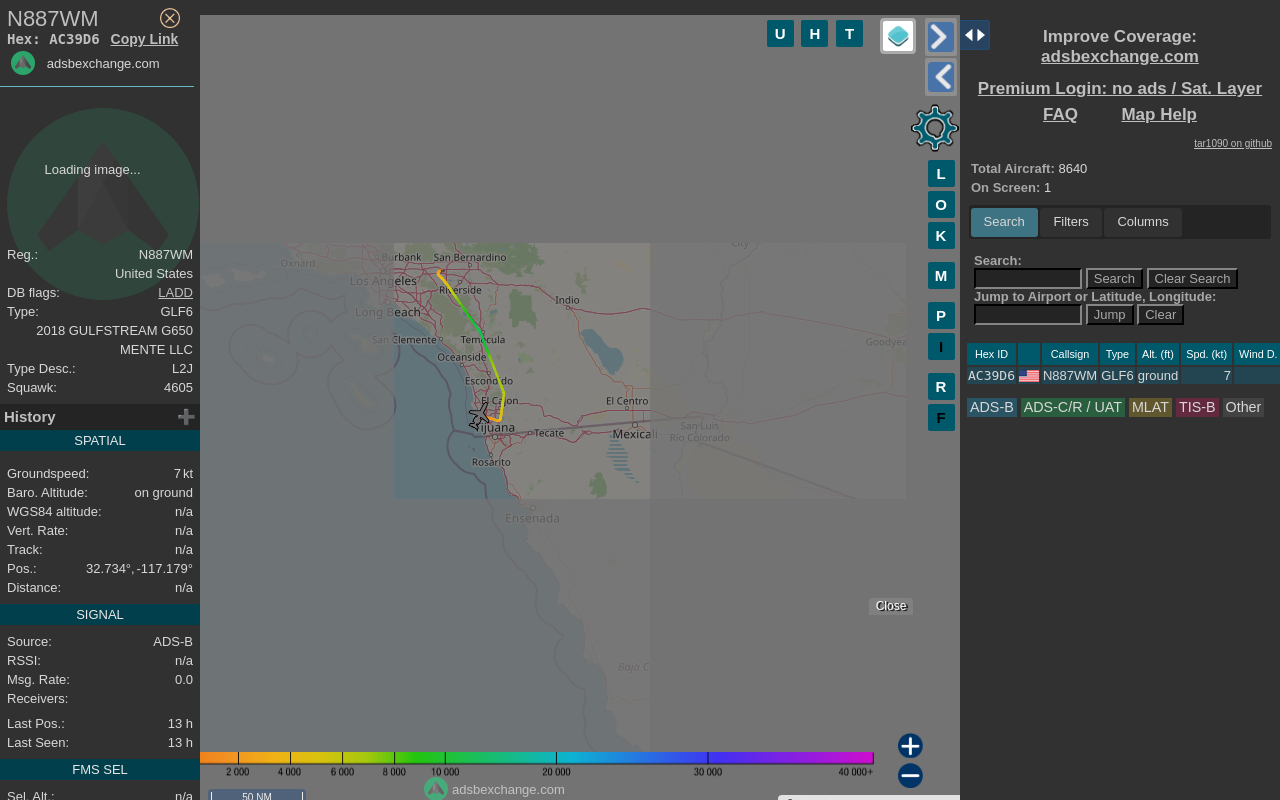 N887WM
Hex: AC39D6 Copy Link
adsbexchange.com
Loading image...
Reg.: N887WM
United States
DB flags: LADD
Type: GLF6
2018 GULFSTREAM G650
MENTE LLC
Type Desc.: L2J
Squawk: 4605
History
SPATIAL
Groundspeed: 7 kt
Baro. Altitude: on ground
WGS84 altitude: n/a
Vert. Rate: n/a
Track: n/a
Pos.: 32.734°, -117.179°
Distance: n/a
SIGNAL
Source: ADS-B
RSSI: n/a
Msg. Rate: 0.0
Receivers:
Last Pos.: 13 h
Last Seen: 13 h
FMS SEL
Sel. Alt.: n/a
U H T
L
O
K
M
P
I
R
F
City
Oxnard
Burbank
San Bernardino
Los Angeles
Riverside
Indio
Long Beach
San Clemente
Temecula
Goodyea
Oceanside
Escondido
El Cajon
El Centro
Tijuana
Tecate
Mexicali
San Luis
Río Colorado
Rosarito
Ensenada
Close
Baja C
2 000 4 000 6 000 8 000 10 000 20 000 30 000 40 000+
adsbexchange.com
50 NM
Improve Coverage:
adsbexchange.com
Premium Login: no ads / Sat. Layer
FAQ Map Help
tar1090 on github
Total Aircraft: 8640
On Screen: 1
Search Filters Columns
Search:
Search Clear Search
Jump to Airport or Latitude, Longitude:
Jump Clear
Hex ID Callsign Type Alt. (ft) Spd. (kt) Wind D.
AC39D6 N887WM GLF6 ground 7
ADS-B ADS-C/R / UAT MLAT TIS-B Other